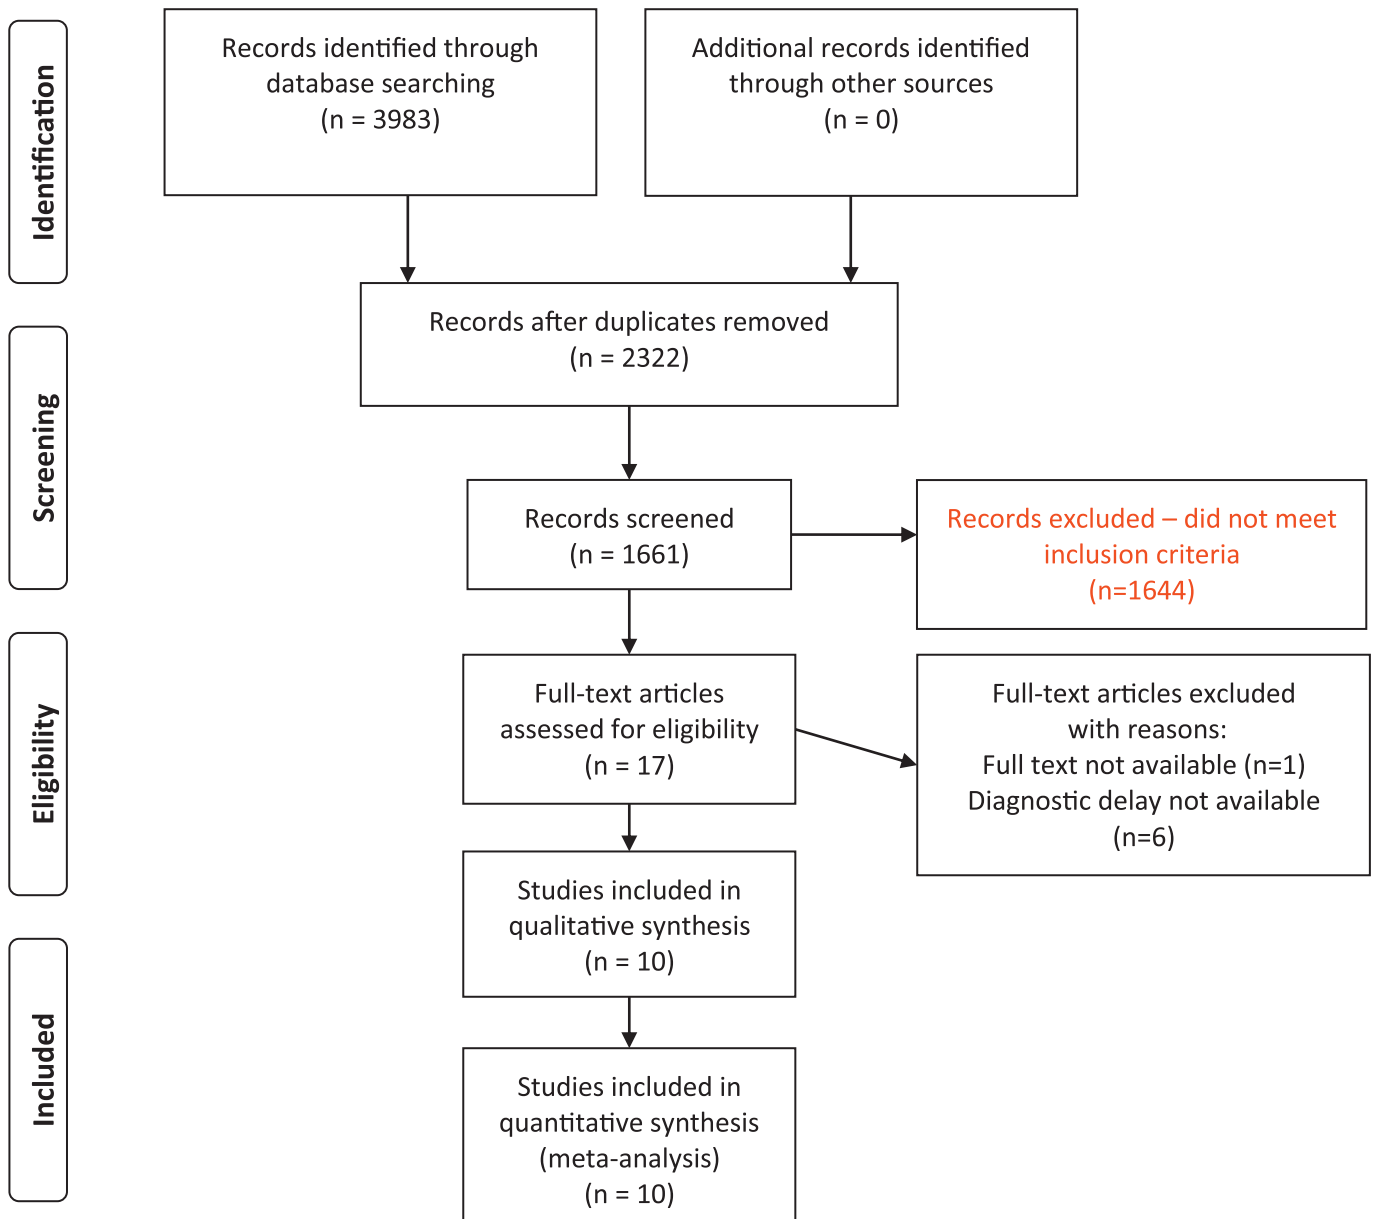 Identification
Records identified through
database searching
(n = 3983)
Additional records identified
through other sources
(n = 0)
Records after duplicates removed
(n = 2322)
Screening
Records screened
(n = 1661)
Records excluded – did not meet
inclusion criteria
(n=1644)
Eligibility
Full-text articles
assessed for eligibility
(n = 17)
Full-text articles excluded
with reasons:
Full text not available (n=1)
Diagnostic delay not available
(n=6)
Studies included in
qualitative synthesis
(n = 10)
Included
Studies included in
quantitative synthesis
(meta-analysis)
(n = 10)